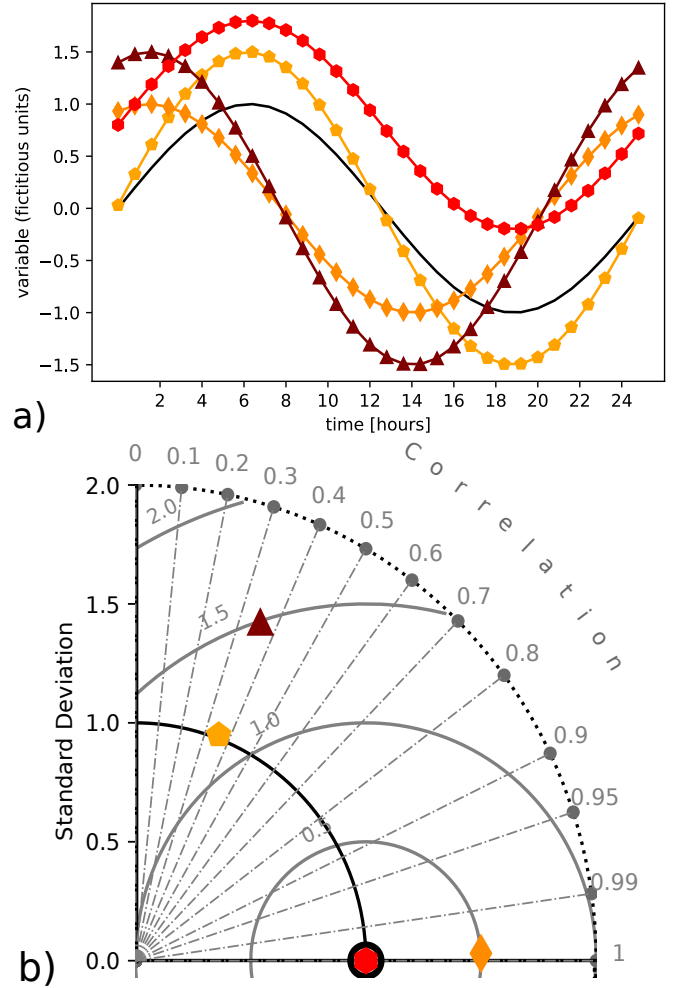 1.5
1.0
0.5
0.0
−0.5
−1.0
−1.5
variable (fictitious units)
2 4 6 8 10 12 14 16 18 20 22 24
time [hours]
a)
Correlation
0 0.1 0.2 0.3 0.4 0.5 0.6 0.7 0.8 0.9 0.95 0.99 1
2.0
1.5
1.0
0.5
0.0
Standard Deviation
2.0
1.5
1.0
0.5
b)